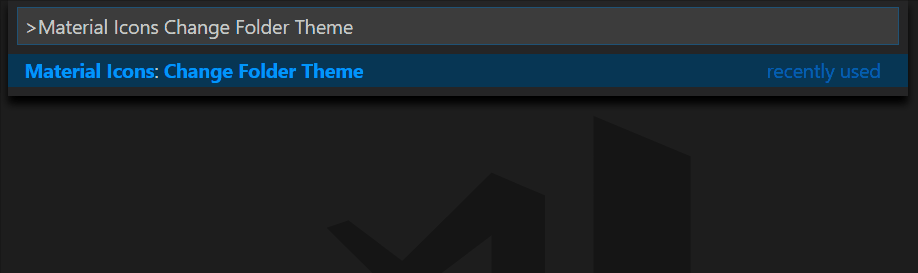 >Material Icons Change Folder Theme
Material Icons: Change Folder Theme recently used